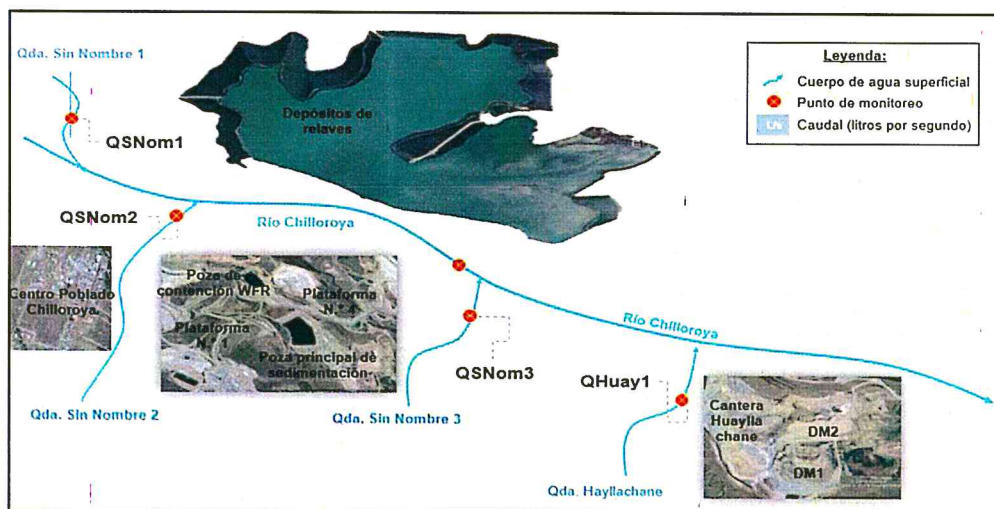 Qda. Sin Nombre 1
Leyenda:
Cuerpo de agua superficial
Punto de monitoreo
L/s Caudal (litros por segundo)
Depósitos de
relaves
QSNom1
QSNom2
Río Chilloroya
Centro Poblado
Chilloroya
Poza de
contención WFR
Plataforma
N.° 4
Plataforma
N.° 1
Poza principal de
sedimentación
Río Chilloroya
QSNom3
QHuay1
Qda. Sin Nombre 2
Qda. Sin Nombre 3
Cantera
Huaylla
chane
DM2
DM1
Qda. Hayllachane